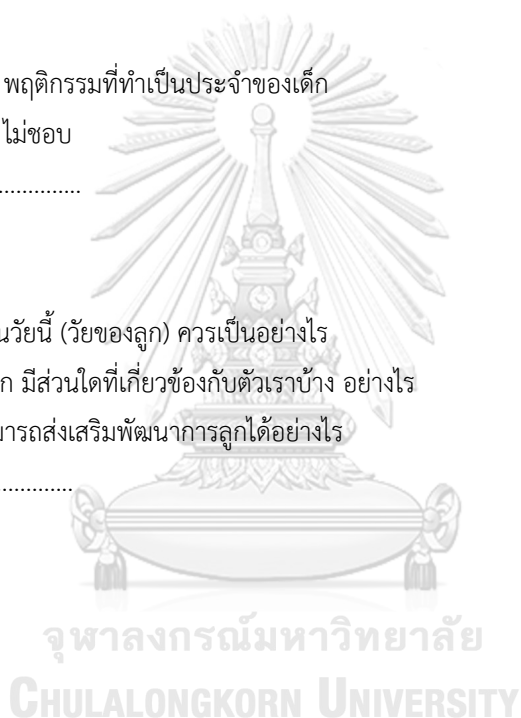 พฤติกรรมที่ทำเป็นประจำของเด็ก
ไม่ชอบ
..............
นวัยนี้ (วัยของลูก) ควรเป็นอย่างไร
ก มีส่วนใดที่เกี่ยวข้องกับตัวเราบ้าง อย่างไร
มารถส่งเสริมพัฒนาการลูกได้อย่างไร
............
จุฬาลงกรณ์มหาวิทยาลัย
CHULALONGKORN UNIVERSITY